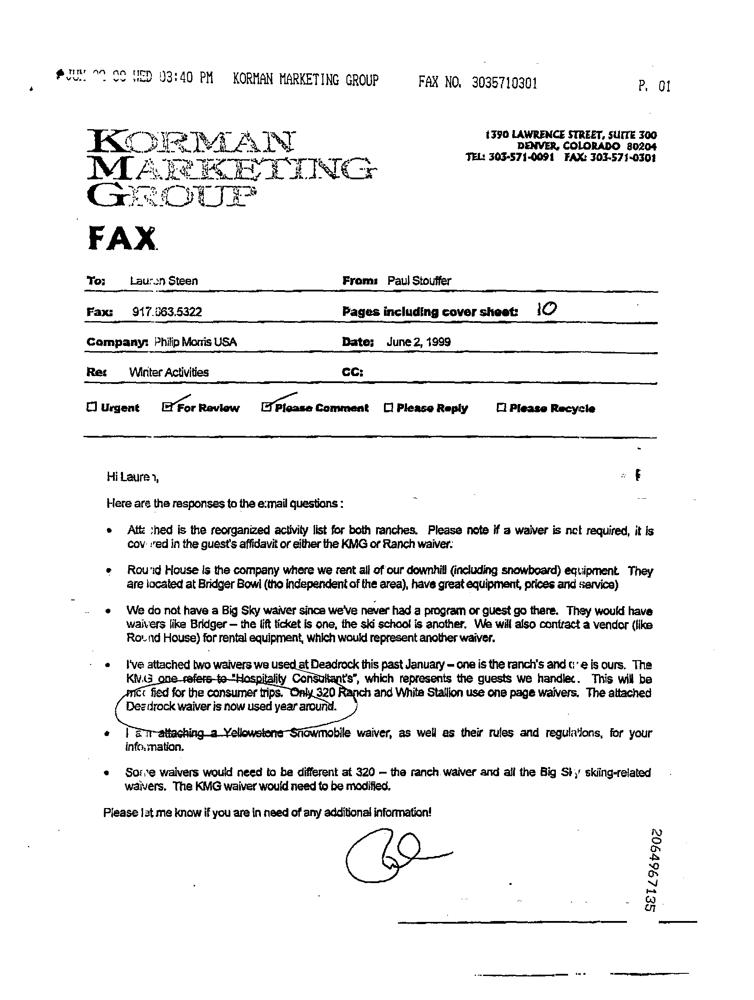 WED 03:40 PM KORMAN MARKETING GROUP FAX NO. 3035710301 P. 01
KORMAN
MARKETING
GROUP
1390 LAWRENCE STREET, SUITE 300
DENVER, COLORADO 80204
TEL: 303-571-0091 FAX: 303-571-0301
FAX
To: Lauren Steen From: Paul Stouffer
Fax: 917.663.5322 Pages including cover sheet: 10
Company: Philip Morris USA Date: June 2, 1999
Re: Winter Activities CC:
☐ Urgent ☑ For Review ☑ Please Comment ☐ Please Reply ☐ Please Recycle
Hi Lauren,
Here are the responses to the e:mail questions :
• Attached is the reorganized activity list for both ranches. Please note if a waiver is not required, it is
covered in the guest's affidavit or either the KMG or Ranch waiver.
• Round House is the company where we rent all of our downhill (including snowboard) equipment. They
are located at Bridger Bowl (the independent of the area), have great equipment, prices and service)
• We do not have a Big Sky waiver since we've never had a program or guest go there. They would have
waivers like Bridger – the lift ticket is one, the ski school is another. We will also contract a vendor (like
Round House) for rental equipment, which would represent another waiver.
• I've attached two waivers we used at Deadrock this past January – one is the ranch's and one is ours. The
KMG one refers to "Hospitality Consultant's", which represents the guests we handled. This will be
modified for the consumer trips. Only 320 Ranch and White Stallion use one page waivers. The attached
Deadrock waiver is now used year around.
• I am attaching a Yellowstone Snowmobile waiver, as well as their rules and regulations, for your
information.
• Some waivers would need to be different at 320 – the ranch waiver and all the Big Sky skiing-related
waivers. The KMG waiver would need to be modified.
Please let me know if you are in need of any additional information!
2064967135